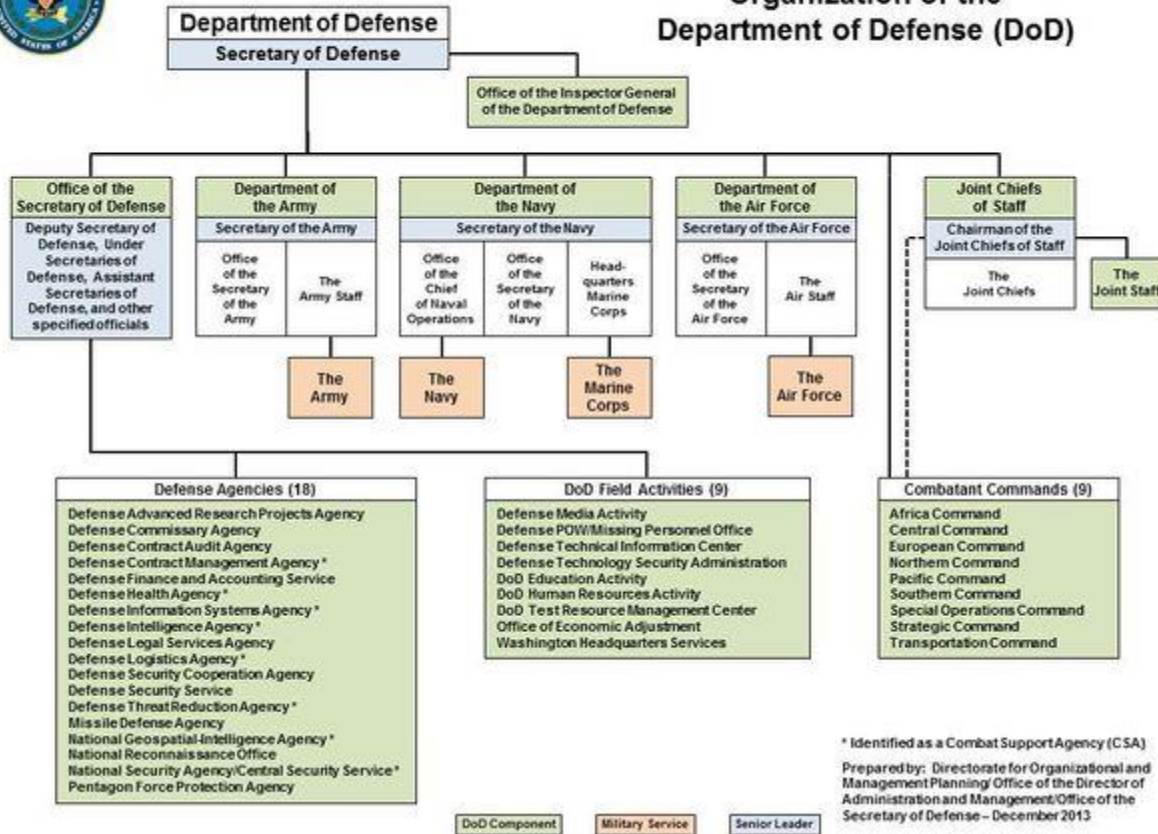 Organization of the
Department of Defense (DoD)
UNITED STATES OF AMERICA
Department of Defense
Secretary of Defense
Office of the Inspector General
of the Department of Defense
Office of the
Secretary of Defense
Deputy Secretary of
Defense, Under
Secretaries of
Defense, Assistant
Secretaries of
Defense, and other
specified officials
Department of
the Army
Secretary of the Army
Office
of the
Secretary
of the
Army
The
Army Staff
The
Army
Department of
the Navy
Secretary of the Navy
Office
of the
Chief
of Naval
Operations
Office
of the
Secretary
of the
Navy
Head-
quarters
Marine
Corps
The
Navy
The
Marine
Corps
Department of
the Air Force
Secretary of the Air Force
Office
of the
Secretary
of the
Air Force
The
Air Staff
The
Air Force
Joint Chiefs
of Staff
Chairman of the
Joint Chiefs of Staff
The
Joint Chiefs
The
Joint Staff
Defense Agencies (18)
Defense Advanced Research Projects Agency
Defense Commissary Agency
Defense Contract Audit Agency
Defense Contract Management Agency *
Defense Finance and Accounting Service
Defense Health Agency *
Defense Information Systems Agency *
Defense Intelligence Agency *
Defense Legal Services Agency
Defense Logistics Agency *
Defense Security Cooperation Agency
Defense Security Service
Defense Threat Reduction Agency *
Missile Defense Agency
National Geospatial-Intelligence Agency *
National Reconnaissance Office
National Security Agency/Central Security Service *
Pentagon Force Protection Agency
DoD Field Activities (9)
Defense Media Activity
Defense POW/Missing Personnel Office
Defense Technical Information Center
Defense Technology Security Administration
DoD Education Activity
DoD Human Resources Activity
DoD Test Resource Management Center
Office of Economic Adjustment
Washington Headquarters Services
Combatant Commands (9)
Africa Command
Central Command
European Command
Northern Command
Pacific Command
Southern Command
Special Operations Command
Strategic Command
Transportation Command
* Identified as a Combat Support Agency (CSA)
Prepared by: Directorate for Organizational and
Management Planning/Office of the Director of
Administration and Management/Office of the
Secretary of Defense – December 2013
DoD Component
Military Service
Senior Leader